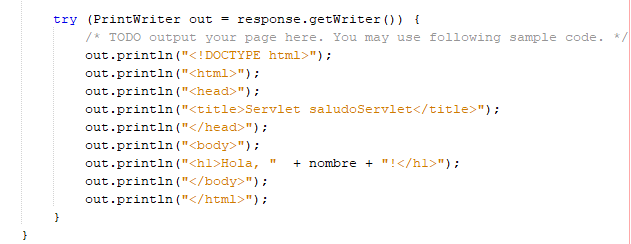 try (PrintWriter out = response.getWriter()) {
/* TODO output your page here. You may use following sample code. */
out.println("<!DOCTYPE html>");
out.println("<html>");
out.println("<head>");
out.println("<title>Servlet saludoServlet</title>");
out.println("</head>");
out.println("<body>");
out.println("<h1>Hola, "  + nombre + "!</h1>");
out.println("</body>");
out.println("</html>");
}
}